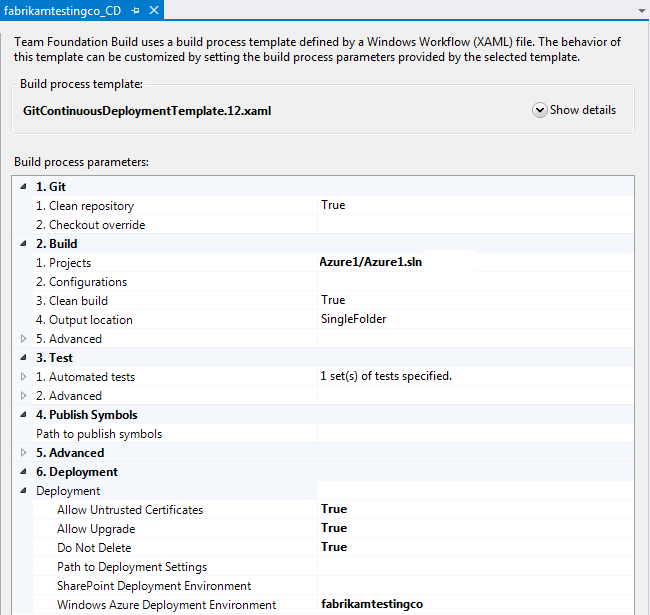 fabrikamtestingco_CD
Team Foundation Build uses a build process template defined by a Windows Workflow (XAML) file. The behavior of
this template can be customized by setting the build process parameters provided by the selected template.
Build process template:
GitContinuousDeploymentTemplate.12.xaml Show details
Build process parameters:
1. Git
1. Clean repository True
2. Checkout override
2. Build
1. Projects Azure1/Azure1.sln
2. Configurations
3. Clean build True
4. Output location SingleFolder
5. Advanced
3. Test
1. Automated tests 1 set(s) of tests specified.
2. Advanced
4. Publish Symbols
Path to publish symbols
5. Advanced
6. Deployment
Deployment
Allow Untrusted Certificates True
Allow Upgrade True
Do Not Delete True
Path to Deployment Settings
SharePoint Deployment Environment
Windows Azure Deployment Environment fabrikamtestingco